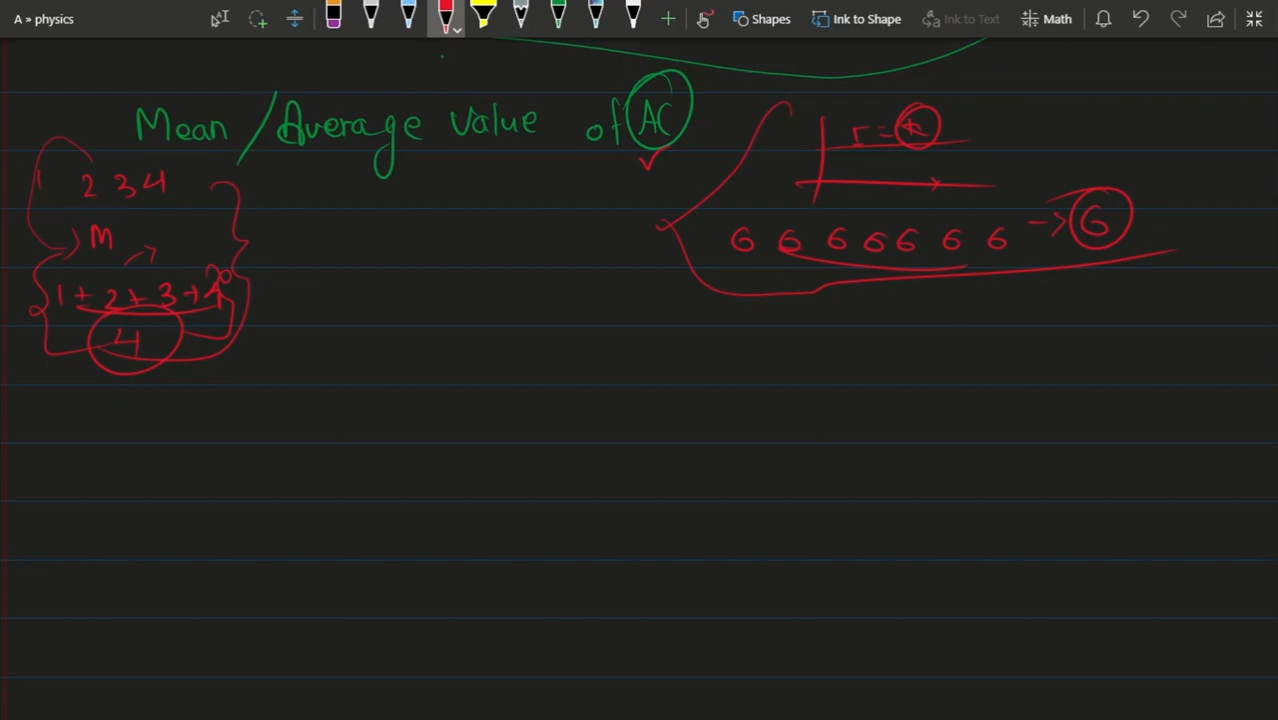 A » physics
Shapes
Ink to Shape
Ink to Text
Math
Mean / Average Value of AC
I = k
1 2 3 4
M
6 6 6 6 6 6 6 → 6
1 + 2 + 3 + 4
4